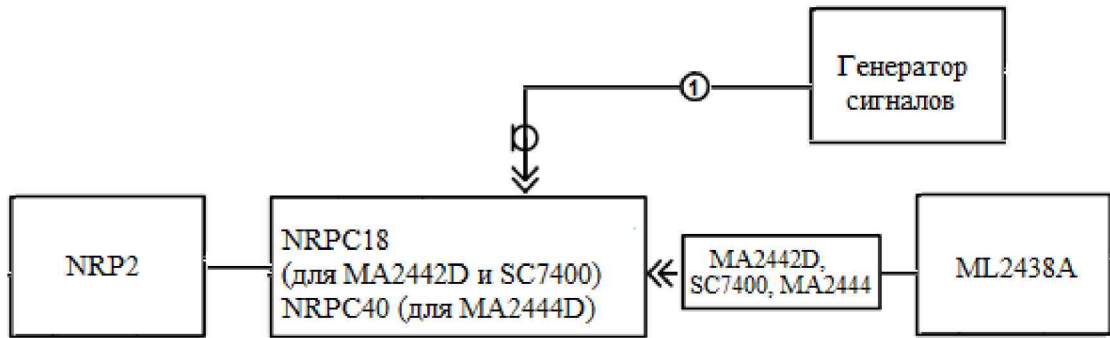 Генератор
сигналов
①
NRP2
NRPC18
(для MA2442D и SC7400)
NRPC40 (для MA2444D)
MA2442D,
SC7400, MA2444
ML2438A